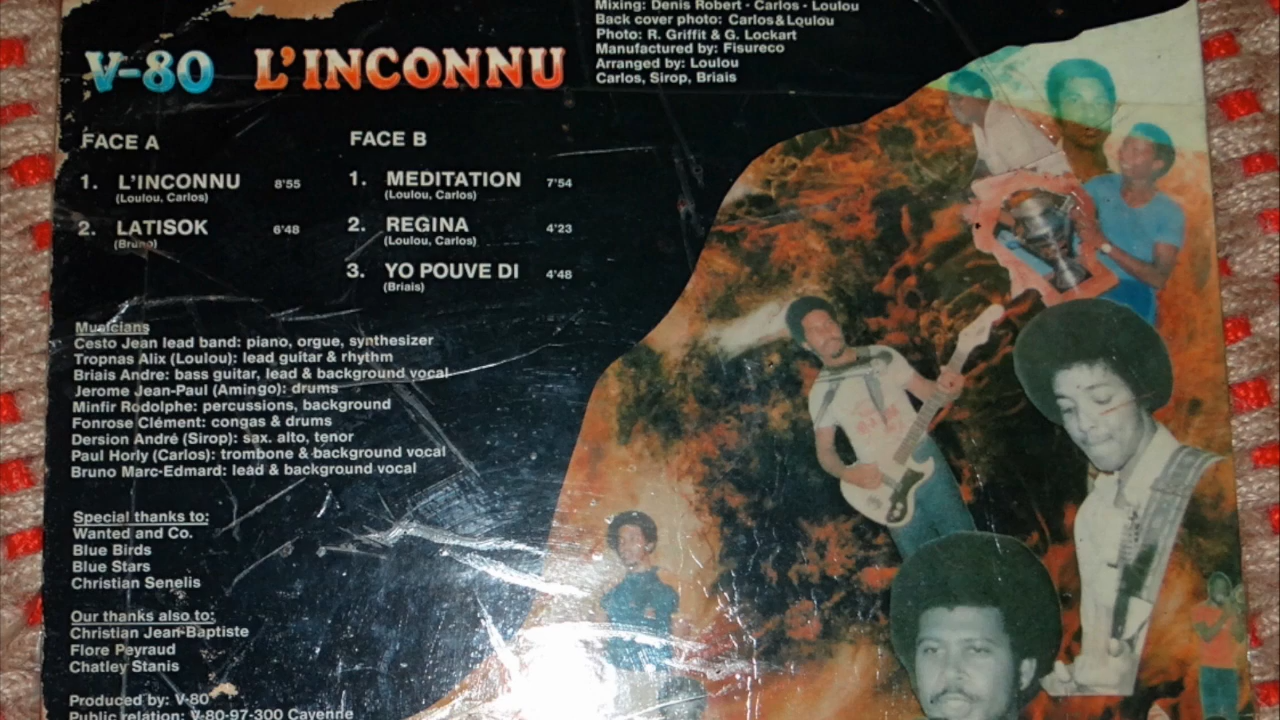 Mixing: Denis Robert - Carlos - Loulou
Back cover photo: Carlos & Loulou
Photo: R. Griffit & G. Lockart
Manufactured by: Fisureco
Arranged by: Loulou
Carlos, Sirop, Briais
V-80 L'INCONNU
FACE A
1. L'INCONNU 8'55
(Loulou, Carlos)
2. LATISOK 6'48
(Bruno)
FACE B
1. MEDITATION 7'54
(Loulou, Carlos)
2. REGINA 4'23
(Loulou, Carlos)
3. YO POUVE DI 4'48
(Briais)
Musicians
Cesto Jean lead band: piano, orgue, synthesizer
Tropnas Alix (Loulou): lead guitar & rhythm
Briais Andre: bass guitar, lead & background vocal
Jerome Jean-Paul (Amingo): drums
Minfir Rodolphe: percussions, background
Fonrose Clément: congas & drums
Dersion André (Sirop): sax. alto, tenor
Paul Horly (Carlos): trombone & background vocal
Bruno Marc-Edmard: lead & background vocal
Special thanks to:
Wanted and Co.
Blue Birds
Blue Stars
Christian Senelis
Our thanks also to:
Christian Jean-Baptiste
Flore Peyraud
Chatley Stanis
Produced by: V-80
Public relation: V-80-97-300 Cayenne